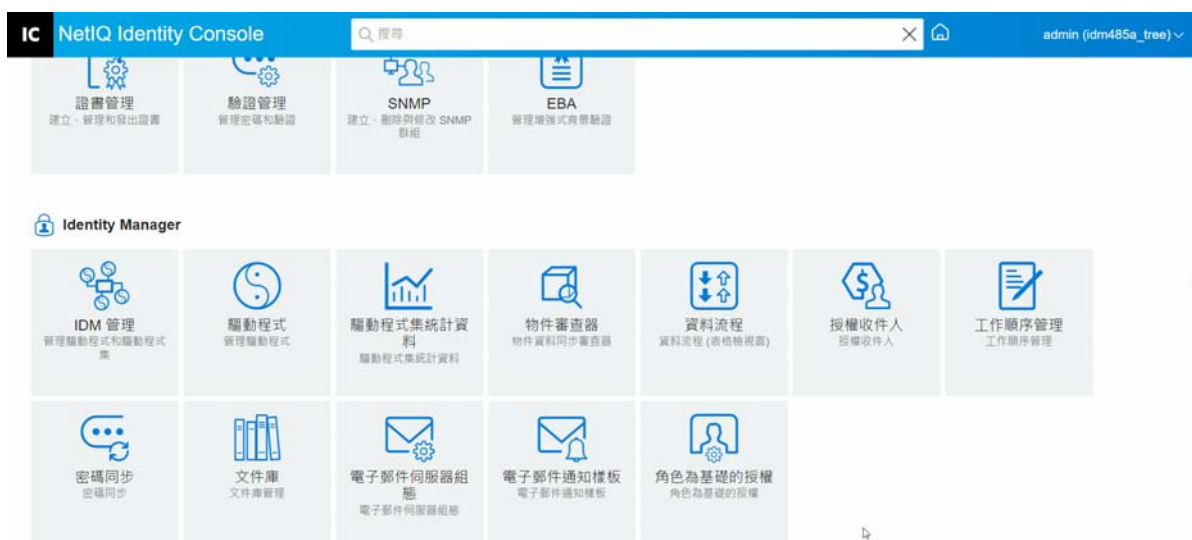 IC NetIQ Identity Console 搜尋 admin (idm485a_tree)
證書管理 驗證管理 SNMP EBA
建立、管理和發出證書 管理密碼和驗證 建立、刪除與修改 SNMP 管理增強式背景驗證
群組
Identity Manager
IDM 管理 驅動程式 驅動程式集統計資 物件審查器 資料流程 授權收件人 工作順序管理
管理驅動程式和驅動程式 管理驅動程式 料 物件資料同步審查器 資料流程 (表格檢視面) 授權收件人 工作順序管理
集 驅動程式集統計資料
密碼同步 文件庫 電子郵件伺服器組 電子郵件通知樣板 角色為基礎的授權
密碼同步 文件庫管理 態 電子郵件通知樣板 角色為基礎的授權
電子郵件伺服器組態